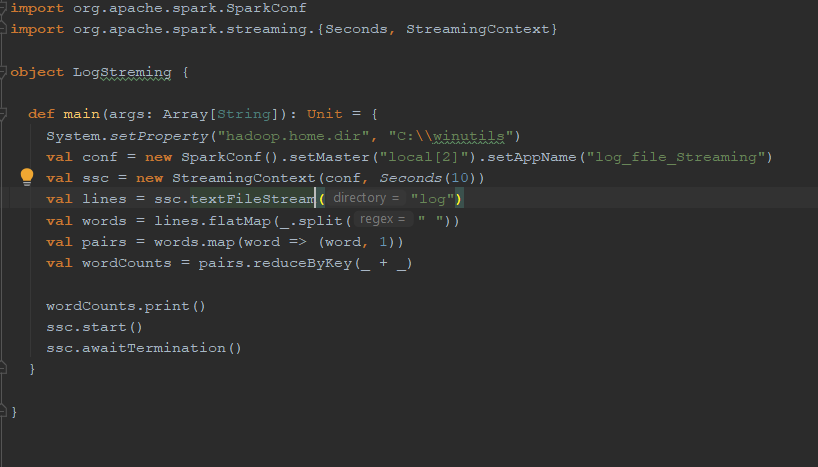 import org.apache.spark.SparkConf
import org.apache.spark.streaming.{Seconds, StreamingContext}
object LogStreming {
def main(args: Array[String]): Unit = {
System.setProperty("hadoop.home.dir", "C:\\winutils")
val conf = new SparkConf().setMaster("local[2]").setAppName("log_file_Streaming")
val ssc = new StreamingContext(conf, Seconds(10))
val lines = ssc.textFileStream( directory = "log")
val words = lines.flatMap(_.split( regex = " "))
val pairs = words.map(word => (word, 1))
val wordCounts = pairs.reduceByKey(_ + _)
wordCounts.print()
ssc.start()
ssc.awaitTermination()
}
}